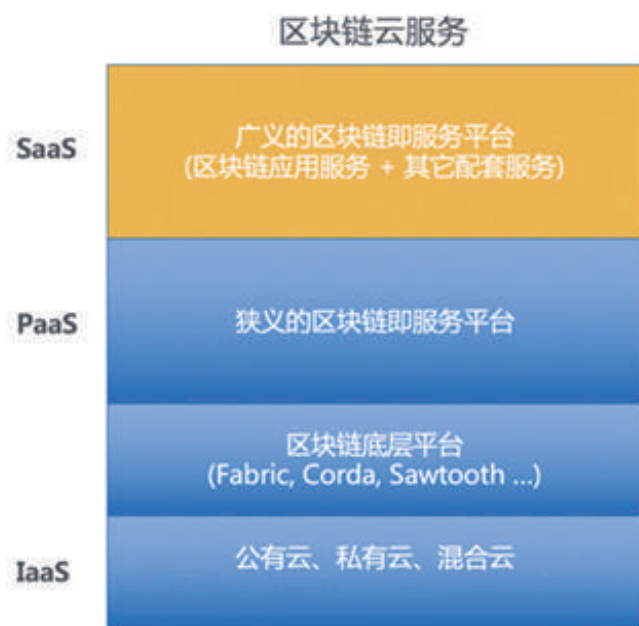 区块链云服务
SaaS
广义的区块链即服务平台
(区块链应用服务 + 其它配套服务)
PaaS
狭义的区块链即服务平台
区块链底层平台
(Fabric, Corda, Sawtooth ...)
IaaS
公有云、私有云、混合云